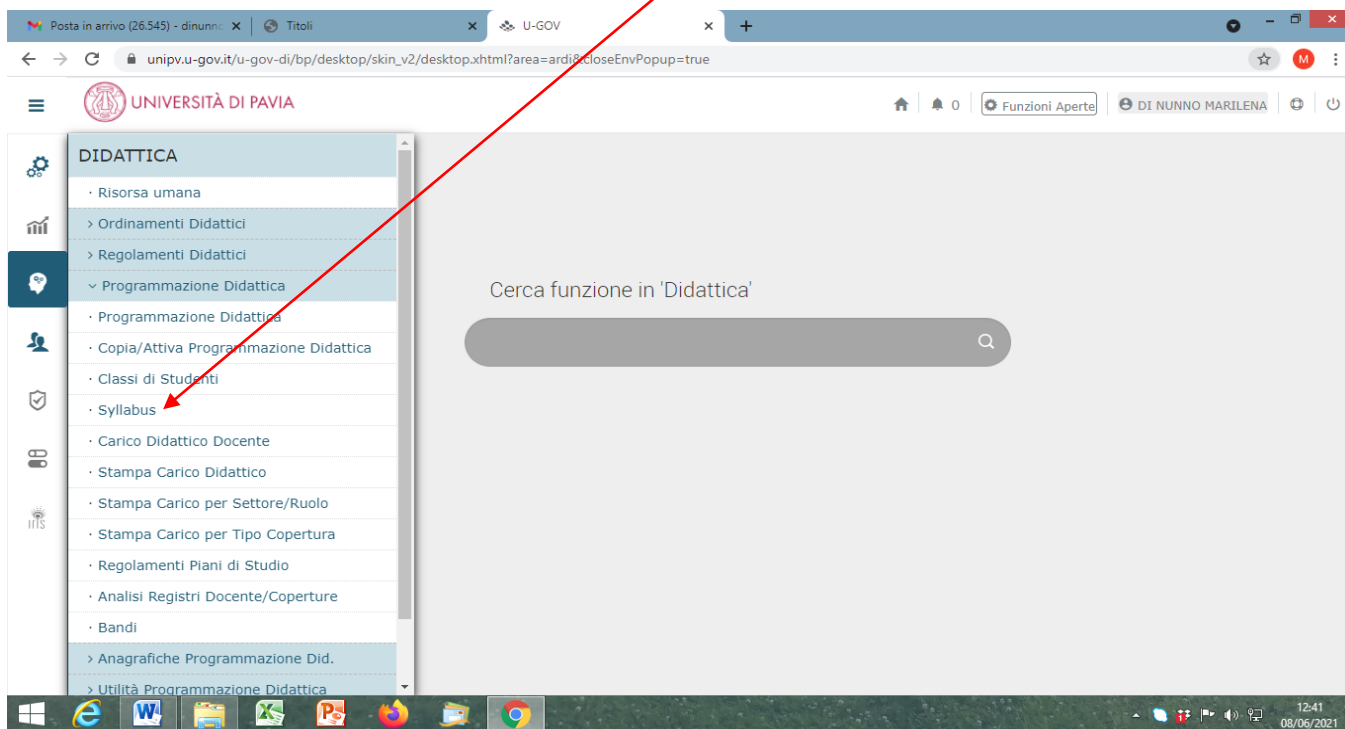 Posta in arrivo (26.545) - dinunno
Titoli
U-GOV
unipv.u-gov.it/u-gov-di/bp/desktop/skin_v2/desktop.xhtml?area=ardi&closeEnvPopup=true
M
UNIVERSITÀ DI PAVIA
0
Funzioni Aperte
DI NUNNO MARILENA
DIDATTICA
· Risorsa umana
> Ordinamenti Didattici
> Regolamenti Didattici
Programmazione Didattica
· Programmazione Didattica
· Copia/Attiva Programmazione Didattica
· Classi di Studenti
· Syllabus
· Carico Didattico Docente
· Stampa Carico Didattico
· Stampa Carico per Settore/Ruolo
· Stampa Carico per Tipo Copertura
· Regolamenti Piani di Studio
· Analisi Registri Docente/Coperture
· Bandi
> Anagrafiche Programmazione Did.
> Utilità Programmazione Didattica
Cerca funzione in 'Didattica'
IRIS
12:41
08/06/2021